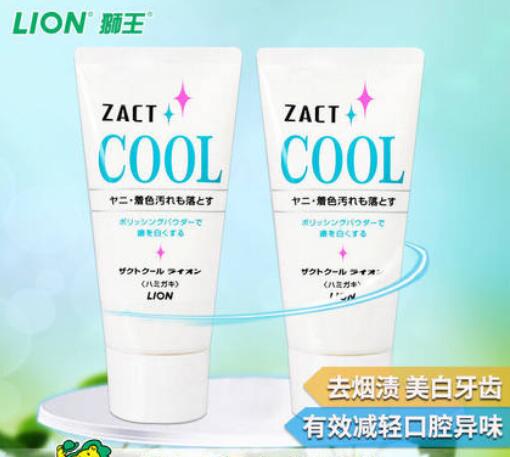 LION 獅王
ZACT
COOL
ヤニ・着色汚れも落とす
ポリッシングパウダーで
歯を白くする
ザクトクール ライオン
〈ハミガキ〉
LION
ZACT
COOL
ヤニ・着色汚れも落とす
ポリッシングパウダーで
歯を白くする
ザクトクール ライオン
〈ハミガキ〉
LION
去烟渍 美白牙齿
有效减轻口腔异味